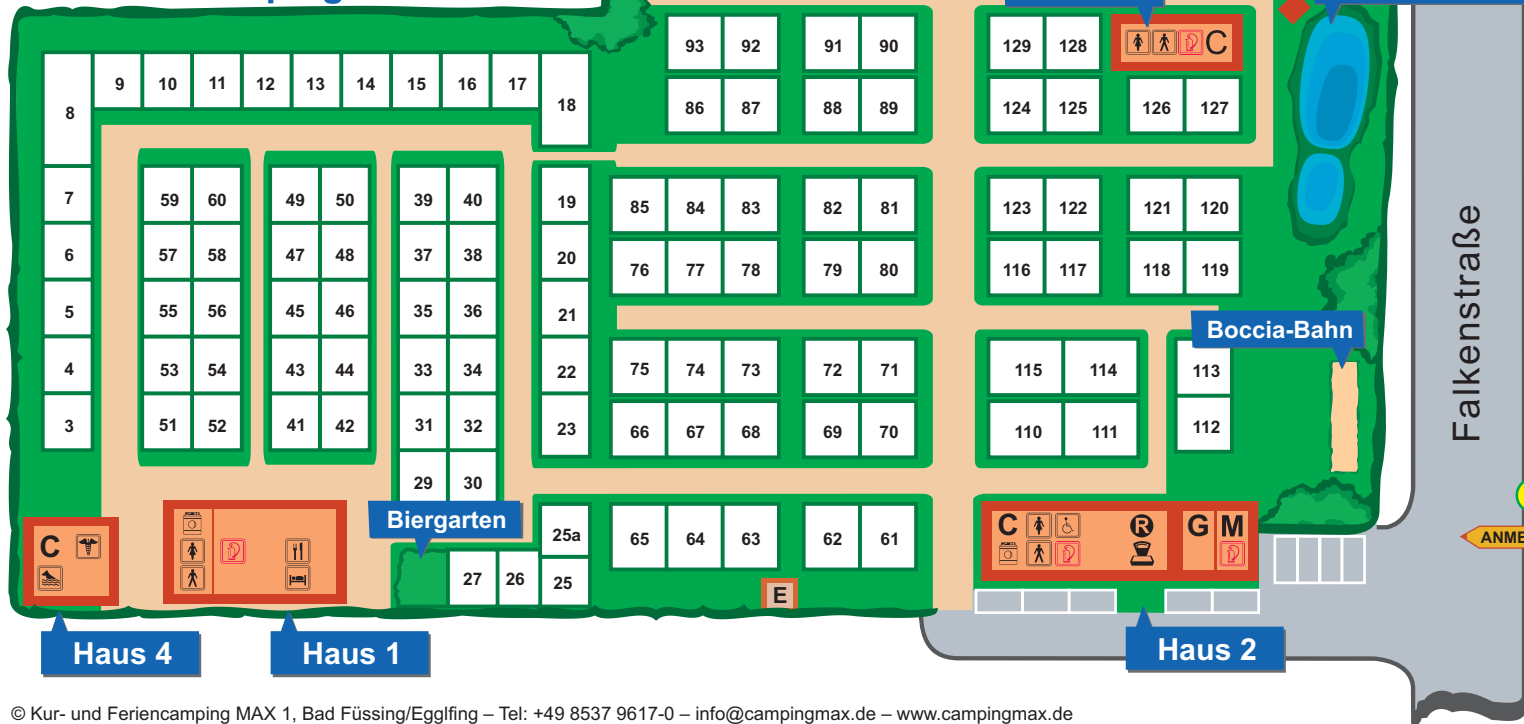 93 92 91 90 129 128 C
9 10 11 12 13 14 15 16 17
8 18 86 87 88 89 124 125 126 127
7 59 60 49 50 39 40 19 85 84 83 82 81 123 122 121 120
6 57 58 47 48 37 38 20 76 77 78 79 80 116 117 118 119
5 55 56 45 46 35 36 21
Boccia-Bahn
4 53 54 43 44 33 34 22 75 74 73 72 71 115 114 113
3 51 52 41 42 31 32 23 66 67 68 69 70 110 111 112
29 30
Falkenstraße
Biergarten
C
25a 65 64 63 62 61
C R G M
27 26 25
E
Haus 4
Haus 1
Haus 2
© Kur- und Feriencamping MAX 1, Bad Füssing/Egglfing – Tel: +49 8537 9617-0 – info@campingmax.de – www.campingmax.de